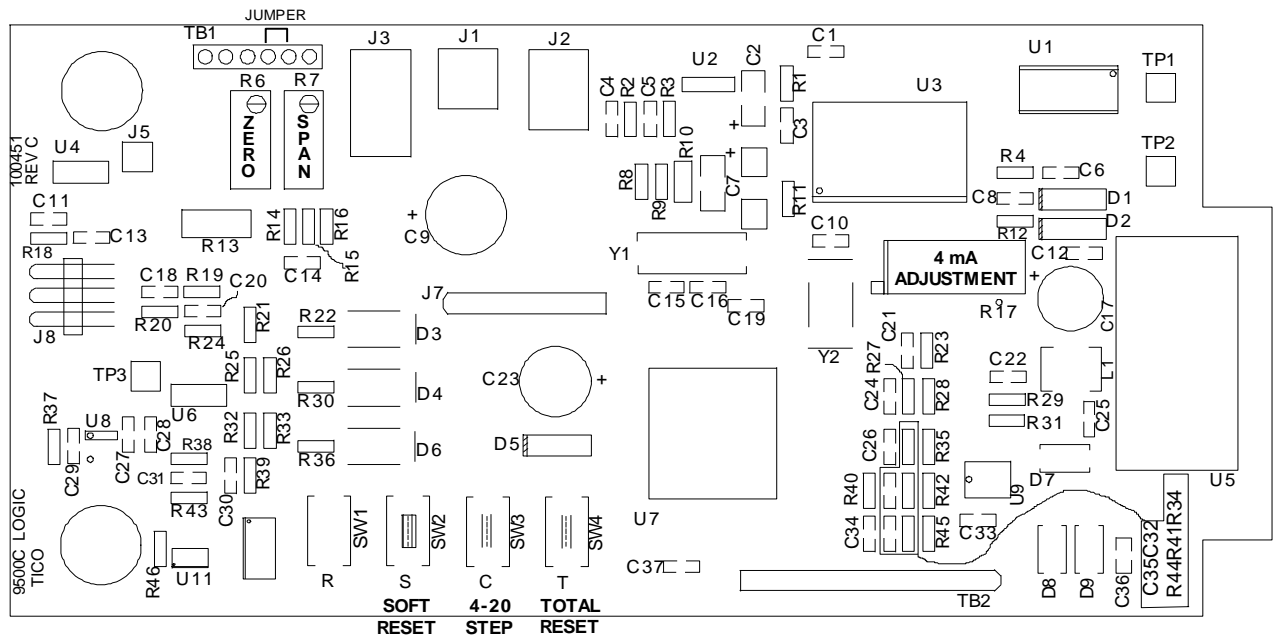 JUMPER
TB1
J3
J1
J2
U2
C2
C1
U1
TP1
R6
R7
ZERO
SPAN
C4
R2
C5
R3
+
R1
C3
U3
100451
REV C
U4
J5
TP2
R10
+
R8
R9
C7
R11
R4
C6
C8
D1
R12
D2
C11
R18
C13
R13
R14
R16
R15
C14
+
C9
Y1
C10
C12
4 mA
ADJUSTMENT
+
R17
C17
C18
R19
C20
J8
R20
R24
R21
R22
J7
D3
C15
C16
C19
Y2
C21
R23
R27
C22
L1
TP3
R25
R26
R30
D4
C23
+
C24
R28
R29
R31
C25
R37
U8
U6
C29
C27
C28
R32
R33
R38
C31
R43
C30
R39
R36
D6
D5
C26
R35
R40
R42
U9
D7
U5
U7
C34
R45
C33
9500C LOGIC
TICO
R46
U11
SW1
SW2
SW3
SW4
R
S
C
T
SOFT
RESET
4-20
STEP
TOTAL
RESET
C37
TB2
D8
D9
C36
C35C32
R44R41R34